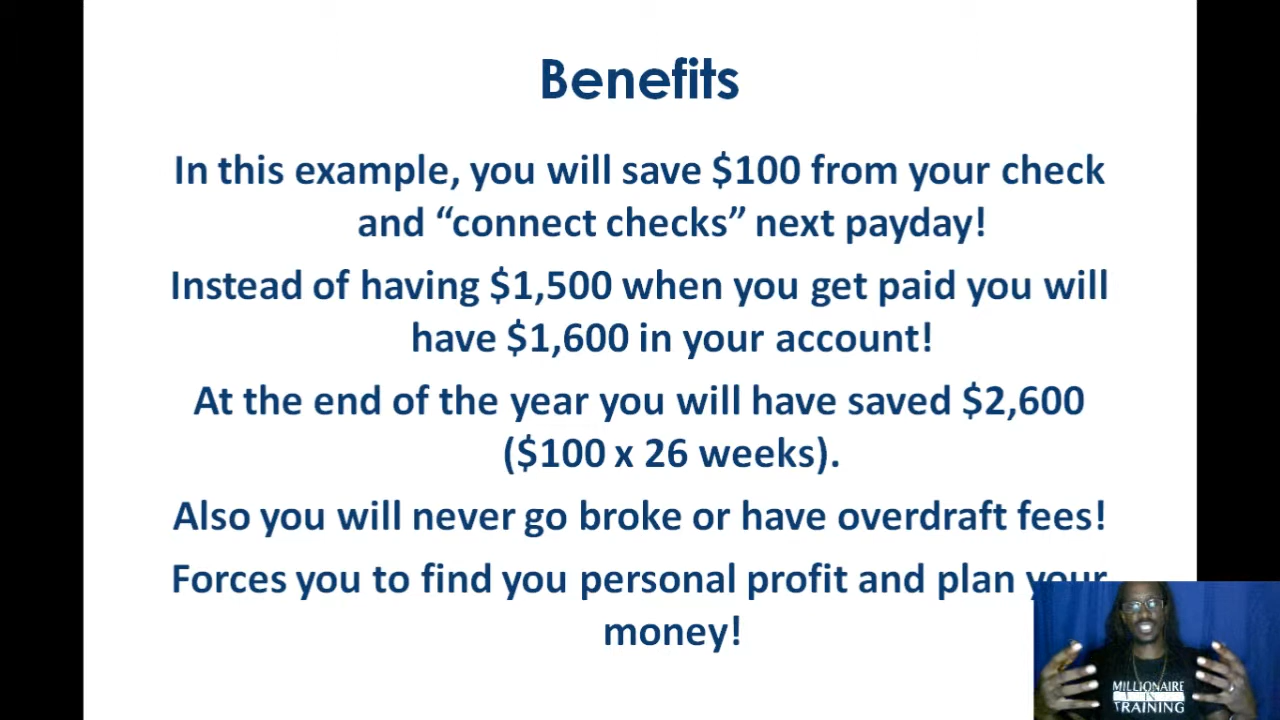 Benefits
In this example, you will save $100 from your check
and “connect checks” next payday!
Instead of having $1,500 when you get paid you will
have $1,600 in your account!
At the end of the year you will have saved $2,600
($100 x 26 weeks).
Also you will never go broke or have overdraft fees!
Forces you to find you personal profit and plan your
money!
MILLIONAIRE
IN
TRAINING